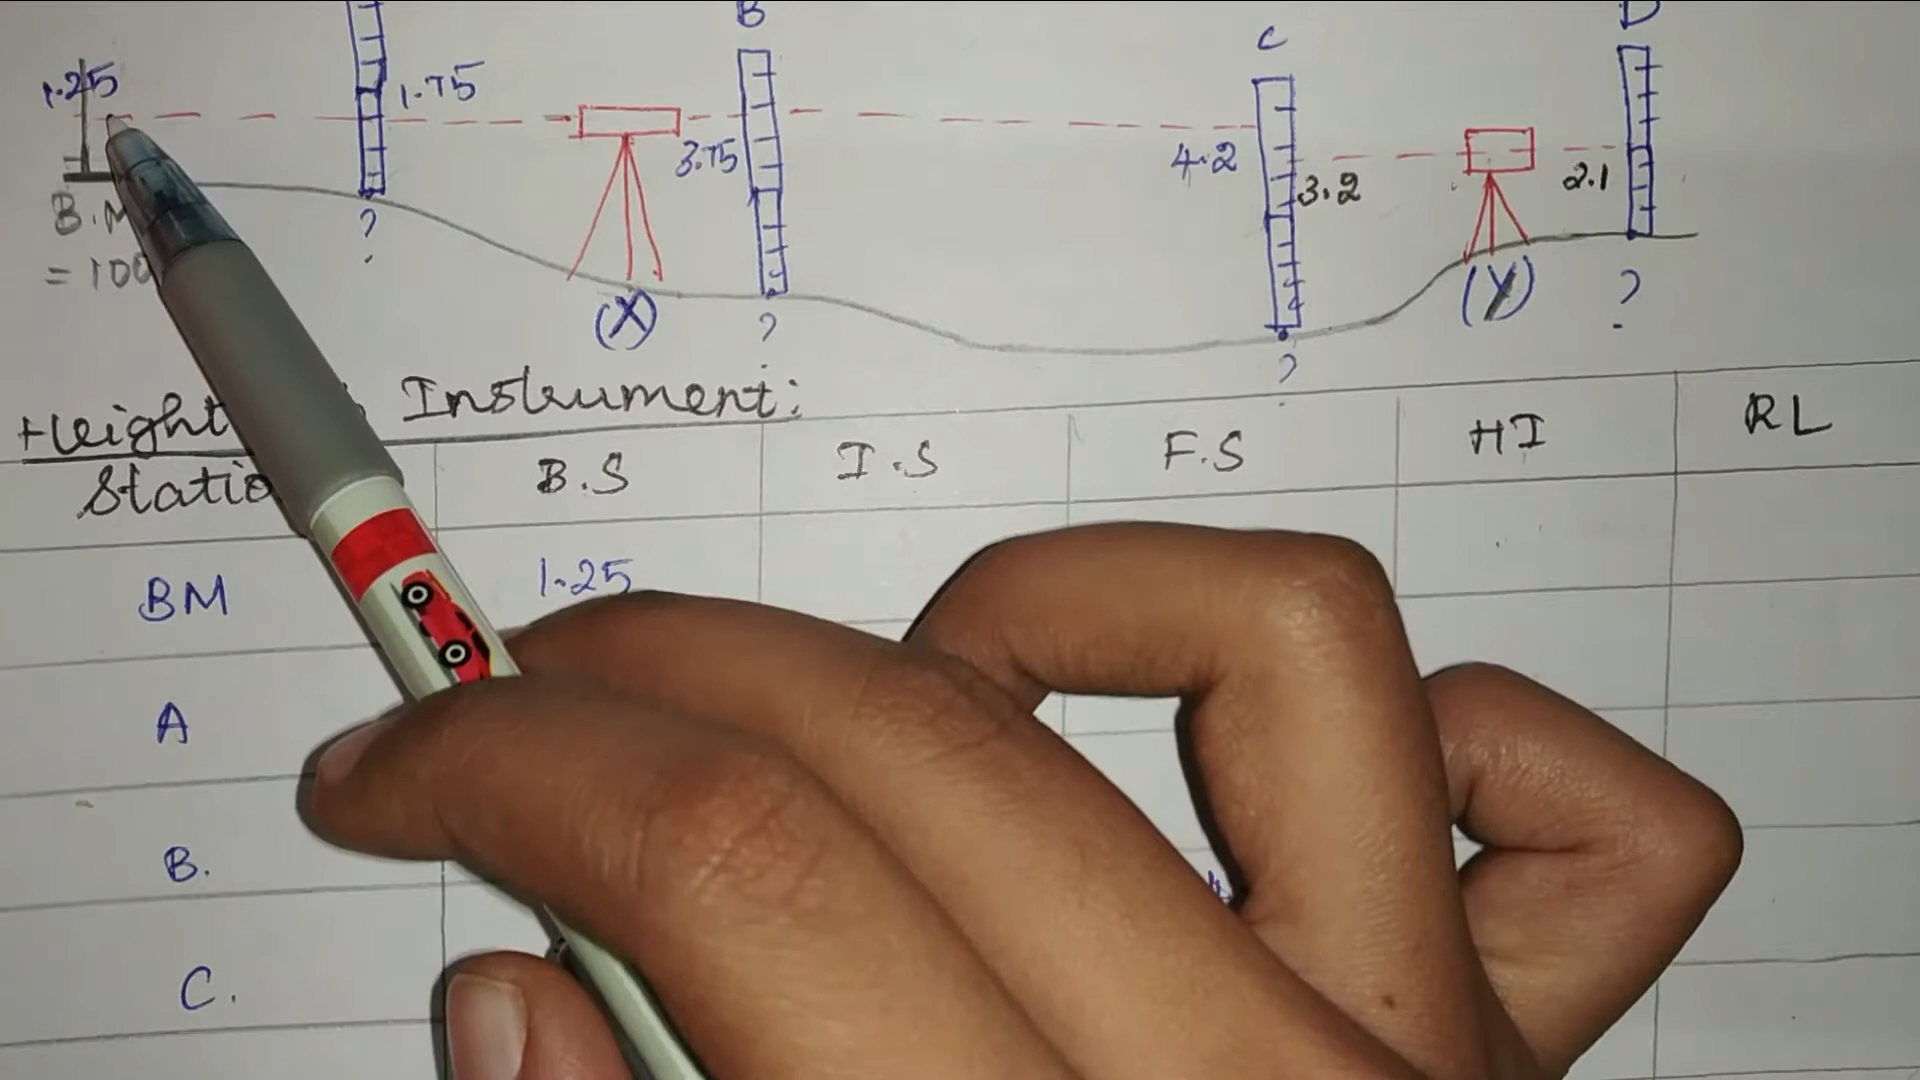 B
C
D
1.25
1.75
3.75
4.2
3.2
2.1
B.M
?
= 100
(X)
?
(Y)
?
?
Height Instrument:
Station B.S I.S F.S HI RL
BM 1.25
A
B.
C.